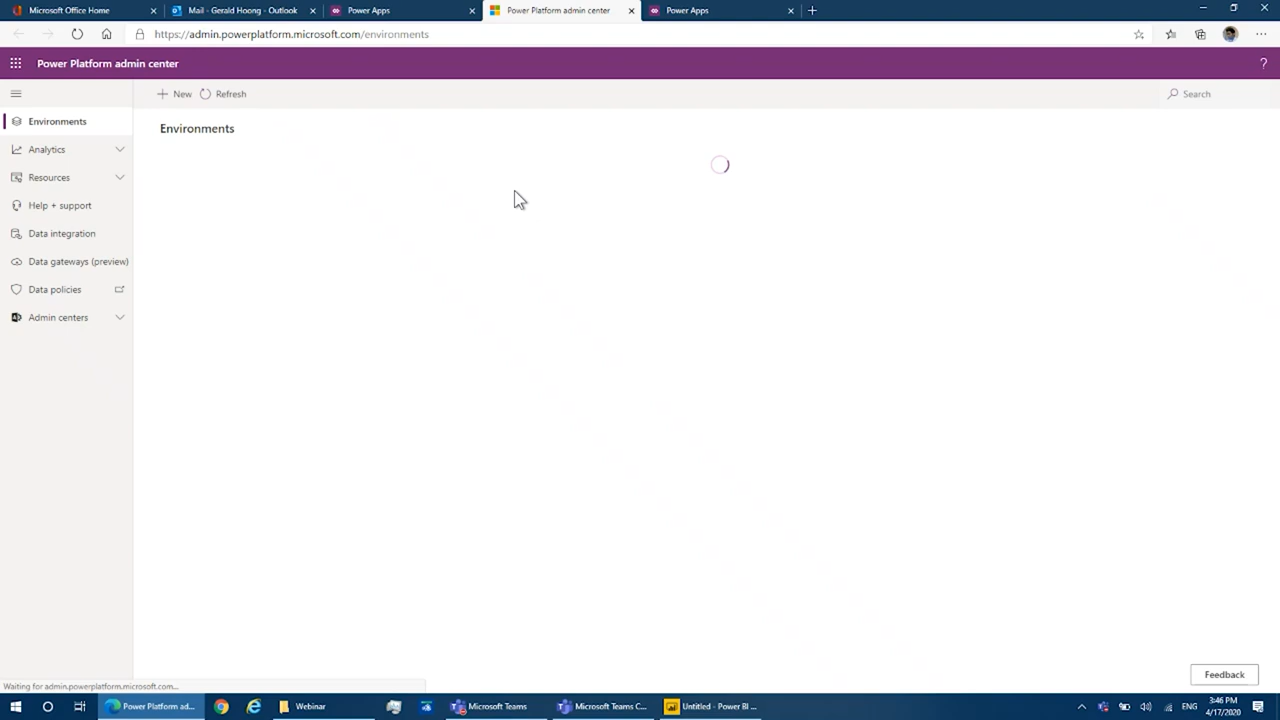 Microsoft Office Home
Mail - Gerald Hoong - Outlook
Power Apps
Power Platform admin center
Power Apps
https://admin.powerplatform.microsoft.com/environments
Power Platform admin center
?
New
Refresh
Search
Environments
Environments
Analytics
Resources
Help + support
Data integration
Data gateways (preview)
Data policies
Admin centers
Feedback
Waiting for admin.powerplatform.microsoft.com...
Power Platform ad...
Webinar
Microsoft Teams
Microsoft Teams C...
Untitled - Power BI ...
ENG
3:46 PM
4/17/2020